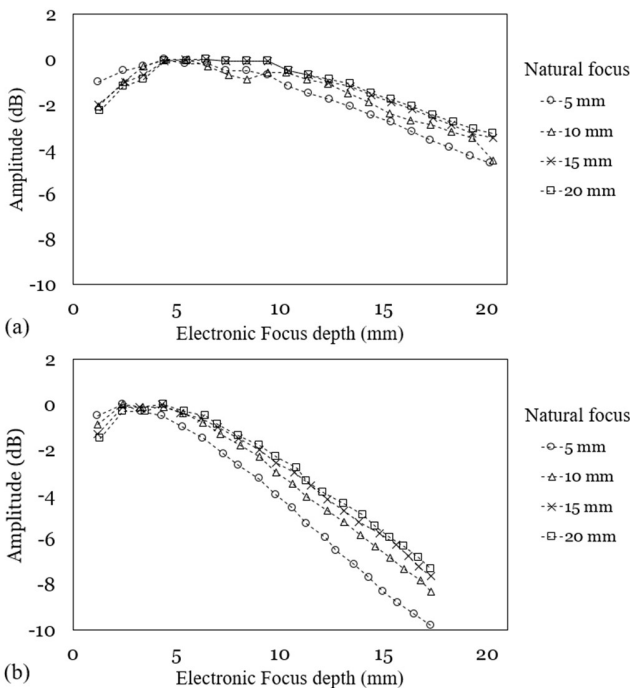 2
0
-2
-4
-6
-8
-10
Amplitude (dB)
0 5 10 15 20
Electronic Focus depth (mm)
(a)
Natural focus
5 mm
10 mm
15 mm
20 mm
2
0
-2
-4
-6
-8
-10
Amplitude (dB)
0 5 10 15 20
Electronic Focus depth (mm)
(b)
Natural focus
5 mm
10 mm
15 mm
20 mm